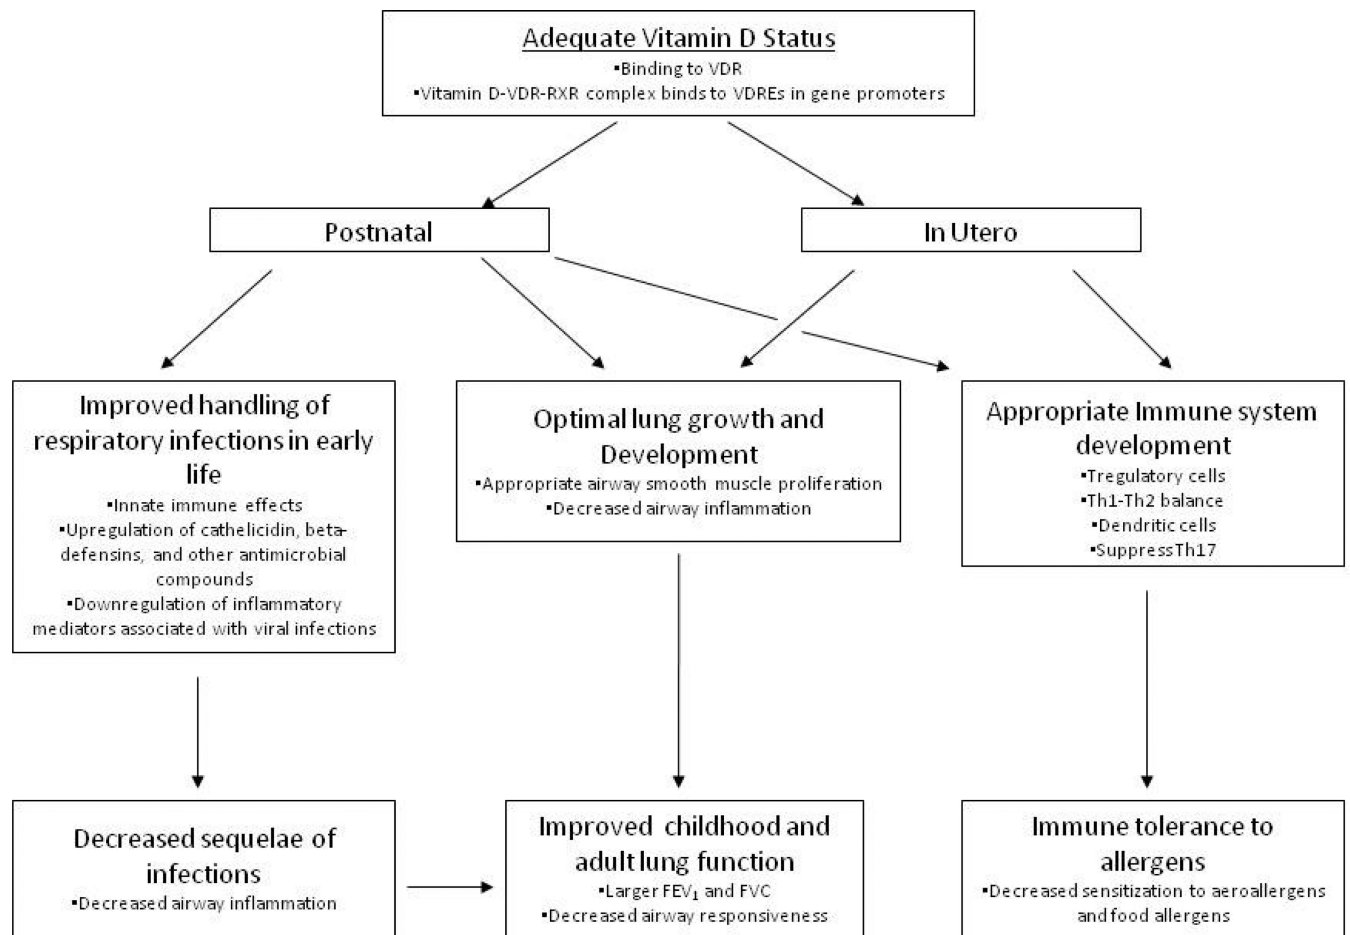 Adequate Vitamin D Status
▪Binding to VDR
▪Vitamin D-VDR-RXR complex binds to VDREs in gene promoters
Postnatal
In Utero
Improved handling of
respiratory infections in early
life
▪Innate immune effects
▪Upregulation of cathelicidin, beta-
defensins, and other antimicrobial
compounds
▪Downregulation of inflammatory
mediators associated with viral infections
Optimal lung growth and
Development
▪Appropriate airway smooth muscle proliferation
▪Decreased airway inflammation
Appropriate Immune system
development
▪Tregulatory cells
▪Th1-Th2 balance
▪Dendritic cells
▪SuppressTh17
Decreased sequelae of
infections
▪Decreased airway inflammation
Improved childhood and
adult lung function
▪Larger FEV₁ and FVC
▪Decreased airway responsiveness
Immune tolerance to
allergens
▪Decreased sensitization to aeroallergens
and food allergens